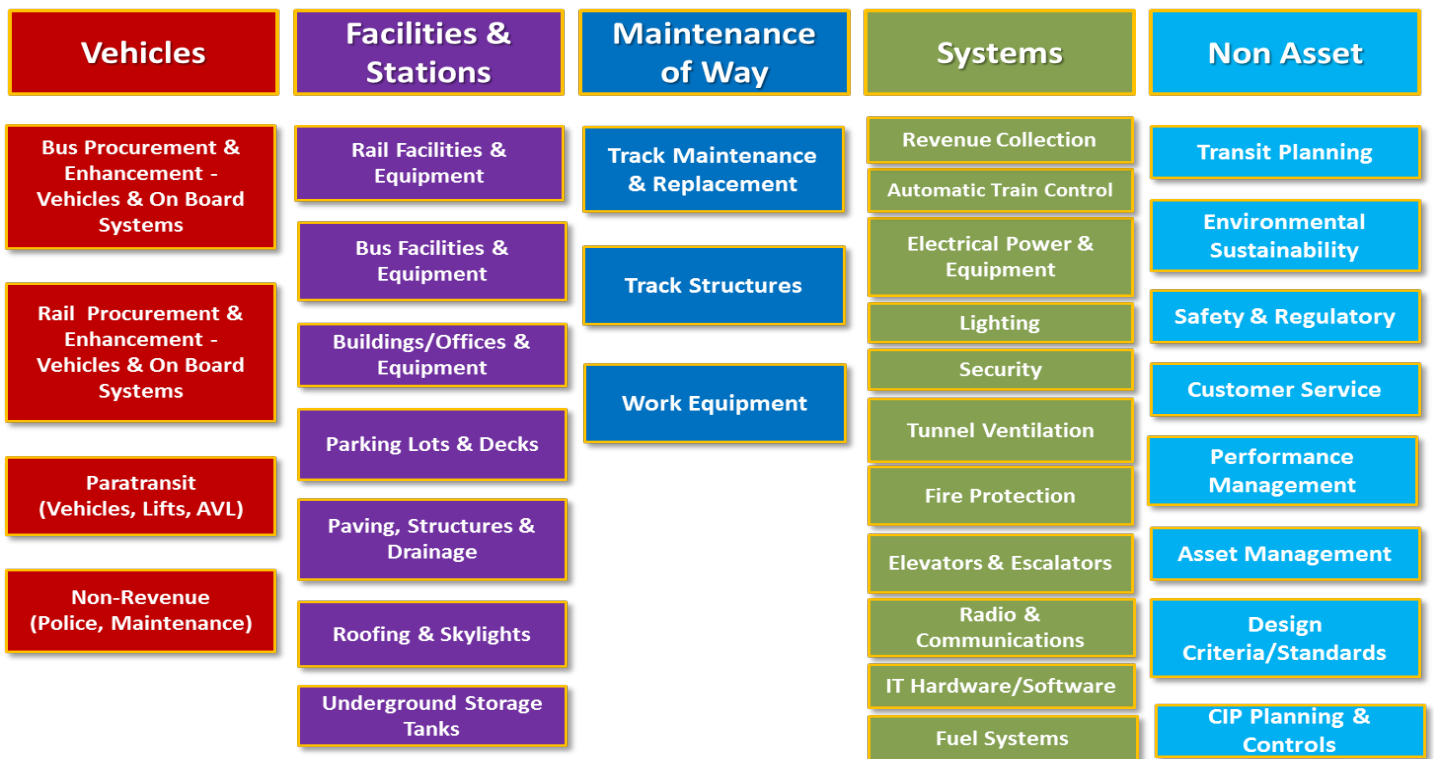 Vehicles
Bus Procurement &
Enhancement -
Vehicles & On Board
Systems
Rail Procurement &
Enhancement -
Vehicles & On Board
Systems
Paratransit
(Vehicles, Lifts, AVL)
Non-Revenue
(Police, Maintenance)
Facilities &
Stations
Rail Facilities &
Equipment
Bus Facilities &
Equipment
Buildings/Offices &
Equipment
Parking Lots & Decks
Paving, Structures &
Drainage
Roofing & Skylights
Underground Storage
Tanks
Maintenance
of Way
Track Maintenance
& Replacement
Track Structures
Work Equipment
Systems
Revenue Collection
Automatic Train Control
Electrical Power &
Equipment
Lighting
Security
Tunnel Ventilation
Fire Protection
Elevators & Escalators
Radio &
Communications
IT Hardware/Software
Fuel Systems
Non Asset
Transit Planning
Environmental
Sustainability
Safety & Regulatory
Customer Service
Performance
Management
Asset Management
Design
Criteria/Standards
CIP Planning &
Controls